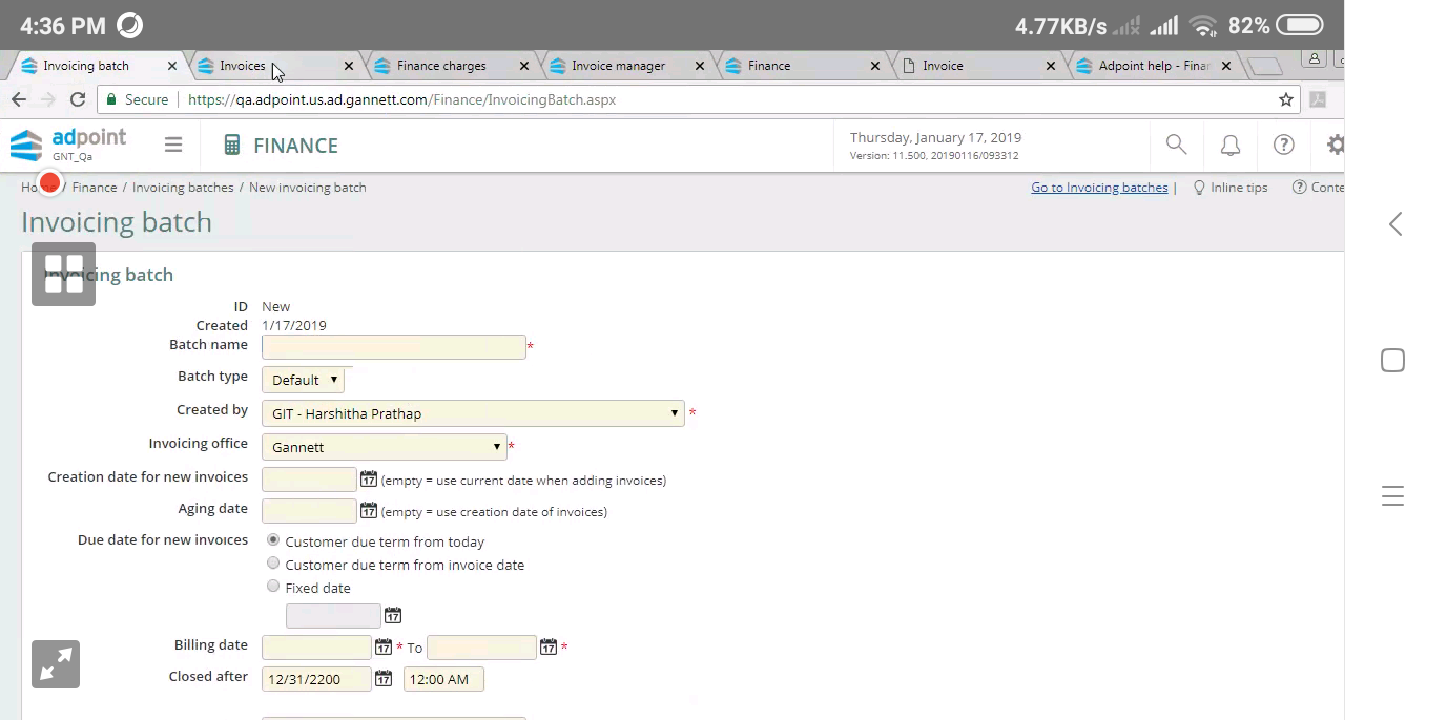 4:36 PM
4.77KB/s 82%
Invoicing batch
Invoices
Finance charges
Invoice manager
Finance
Invoice
Adpoint help - Finan
Secure https://qa.adpoint.us.ad.gannett.com/Finance/InvoicingBatch.aspx
adpoint
GNT_Qa
FINANCE
Thursday, January 17, 2019
Version: 11.500, 20190116/093312
/ Finance / Invoicing batches / New invoicing batch
Go to Invoicing batches | Inline tips
Conte
Invoicing batch
Invoicing batch
ID New
Created 1/17/2019
Batch name *
Batch type Default
Created by GIT - Harshitha Prathap *
Invoicing office Gannett *
Creation date for new invoices 17 (empty = use current date when adding invoices)
Aging date 17 (empty = use creation date of invoices)
Due date for new invoices Customer due term from today
Customer due term from invoice date
Fixed date
17
Billing date 17 * To 17 *
Closed after 12/31/2200 17 12:00 AM